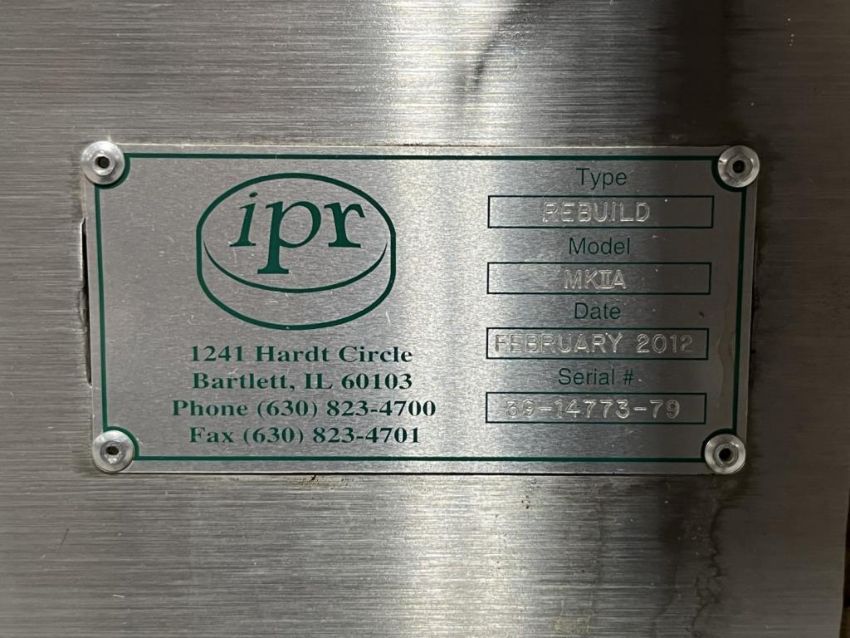 ipr
1241 Hardt Circle
Bartlett, IL 60103
Phone (630) 823-4700
Fax (630) 823-4701
Type
REBUILD
Model
MKIIA
Date
FEBRUARY 2012
Serial #
39-14773-79